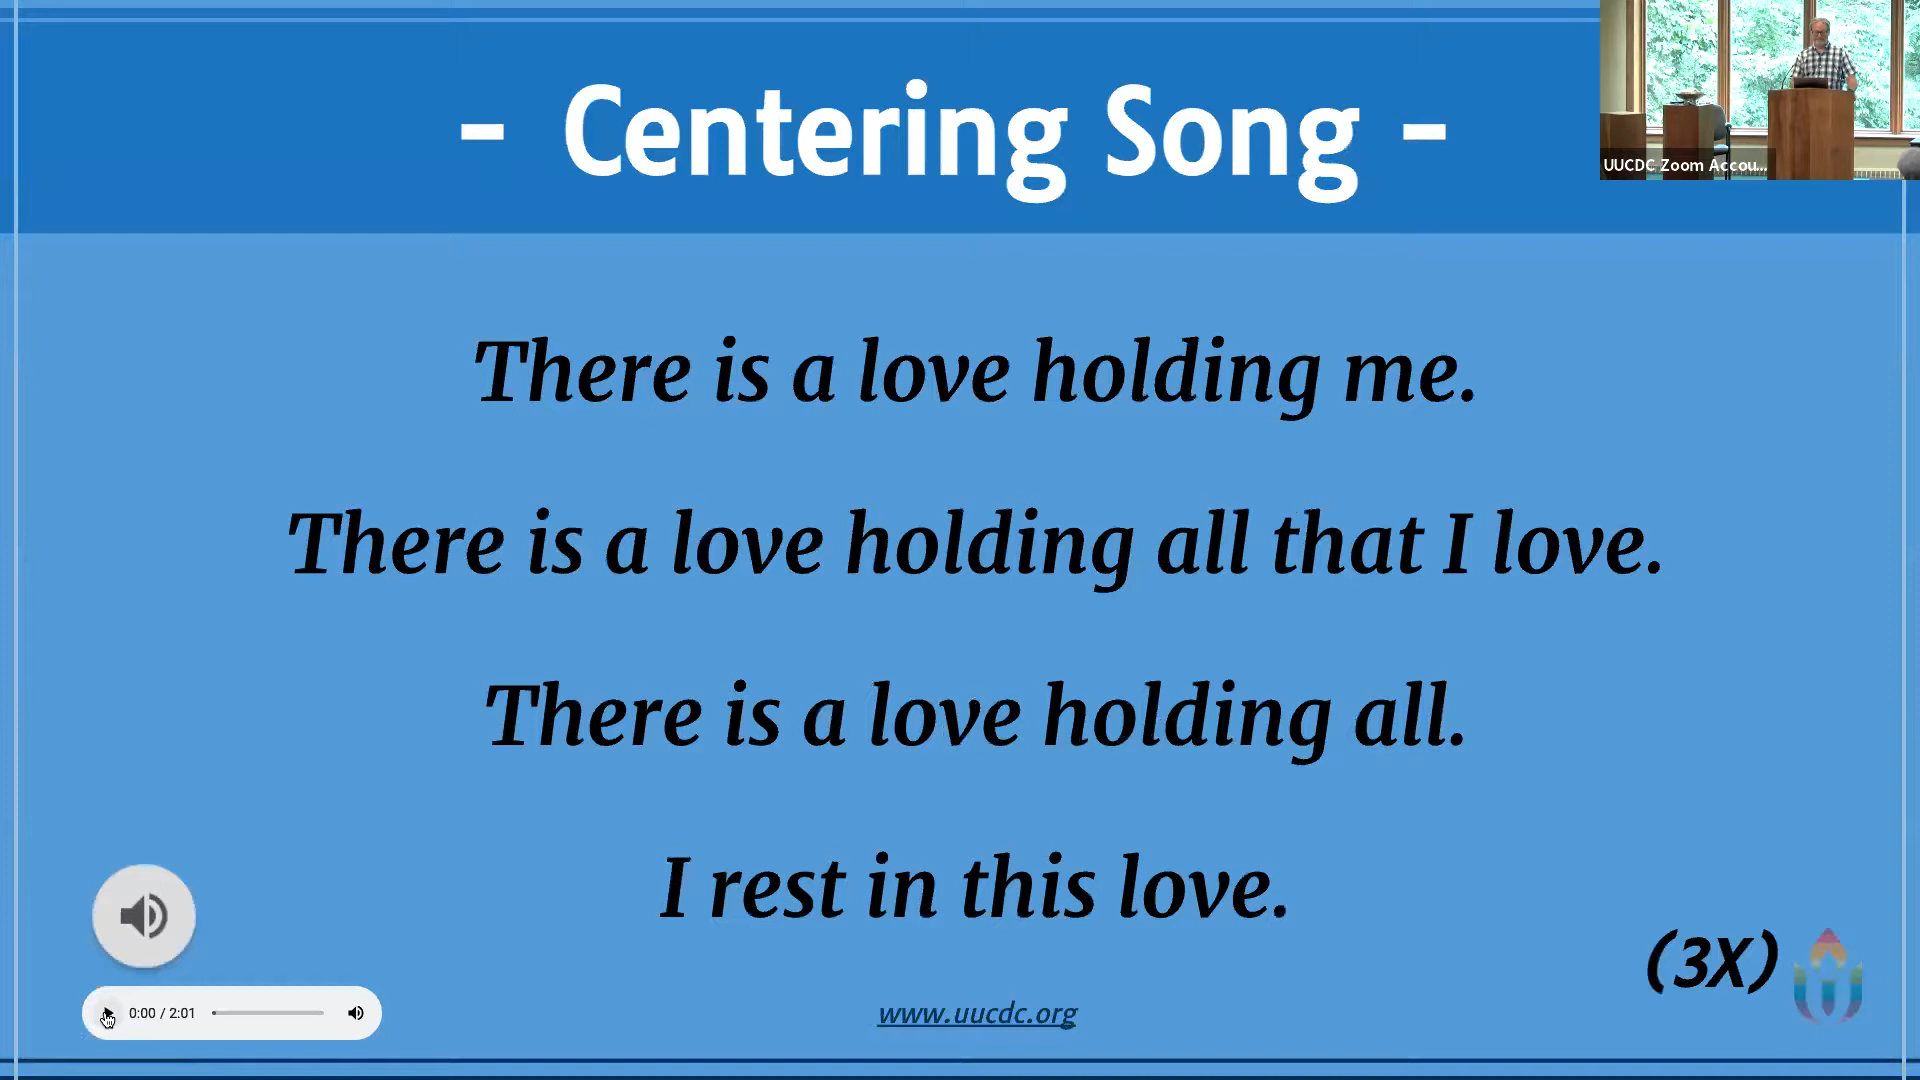 - Centering Song -
UUCDC Zoom Accou...
There is a love holding me.
There is a love holding all that I love.
There is a love holding all.
I rest in this love.
(3X)
0:00 / 2:01
www.uucdc.org